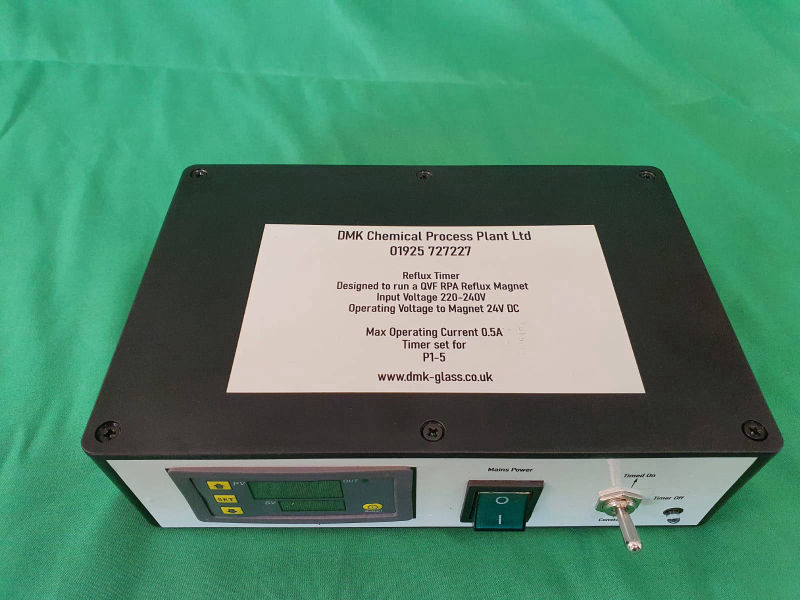 DMK Chemical Process Plant Ltd
01925 727227
Reflux Timer
Designed to run a QVF RPA Reflux Magnet
Input Voltage 220-240V
Operating Voltage to Magnet 24V DC
Max Operating Current 0.5A
Timer set for
P1-5
www.dmk-glass.co.uk
Mains Power
Timed On
PV
OUT
SET
SV
Timer Off